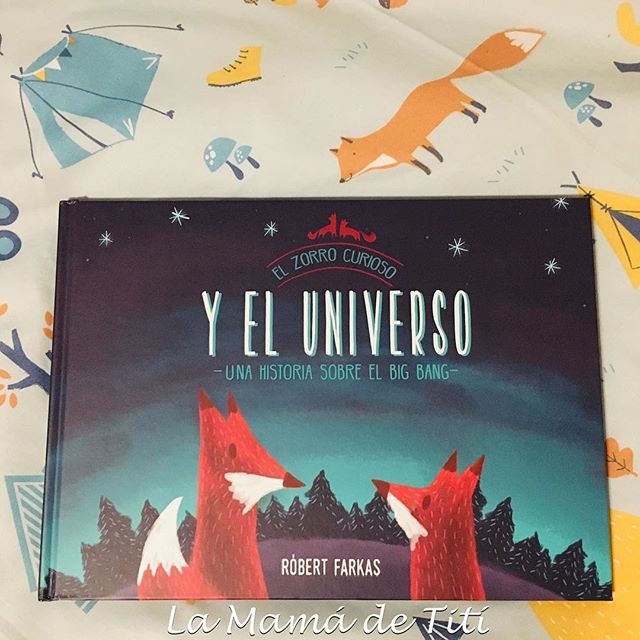 EL ZORRO CURIOSO
Y EL UNIVERSO
-UNA HISTORIA SOBRE EL BIG BANG-
RÓBERT FARKAS
La Mamá de Tití